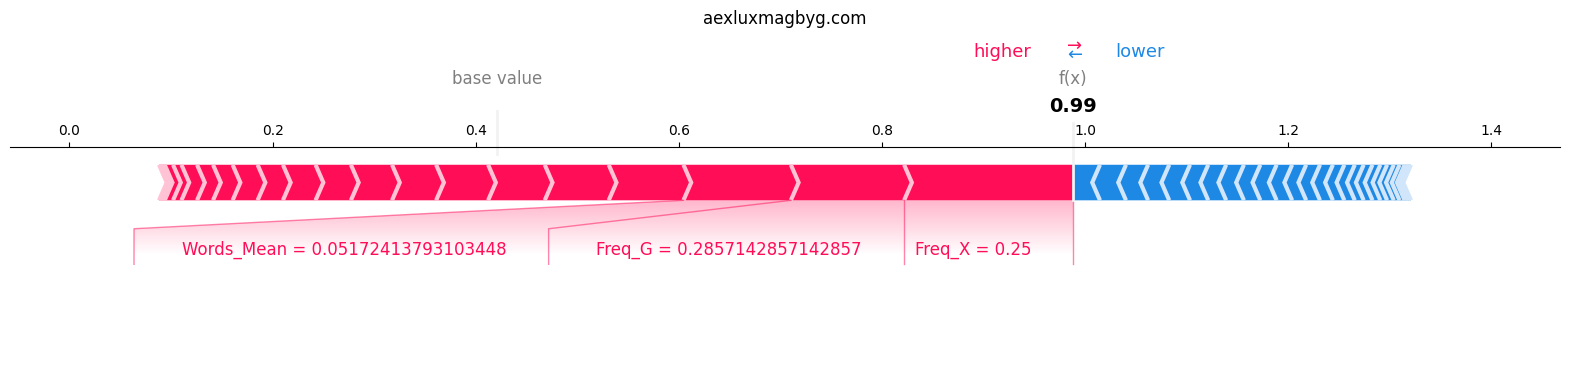 aexluxmagbyg.com
higher → ← lower
base value f(x)
0.99
0.0 0.2 0.4 0.6 0.8 1.0 1.2 1.4
Words_Mean = 0.05172413793103448 Freq_G = 0.2857142857142857 Freq_X = 0.25